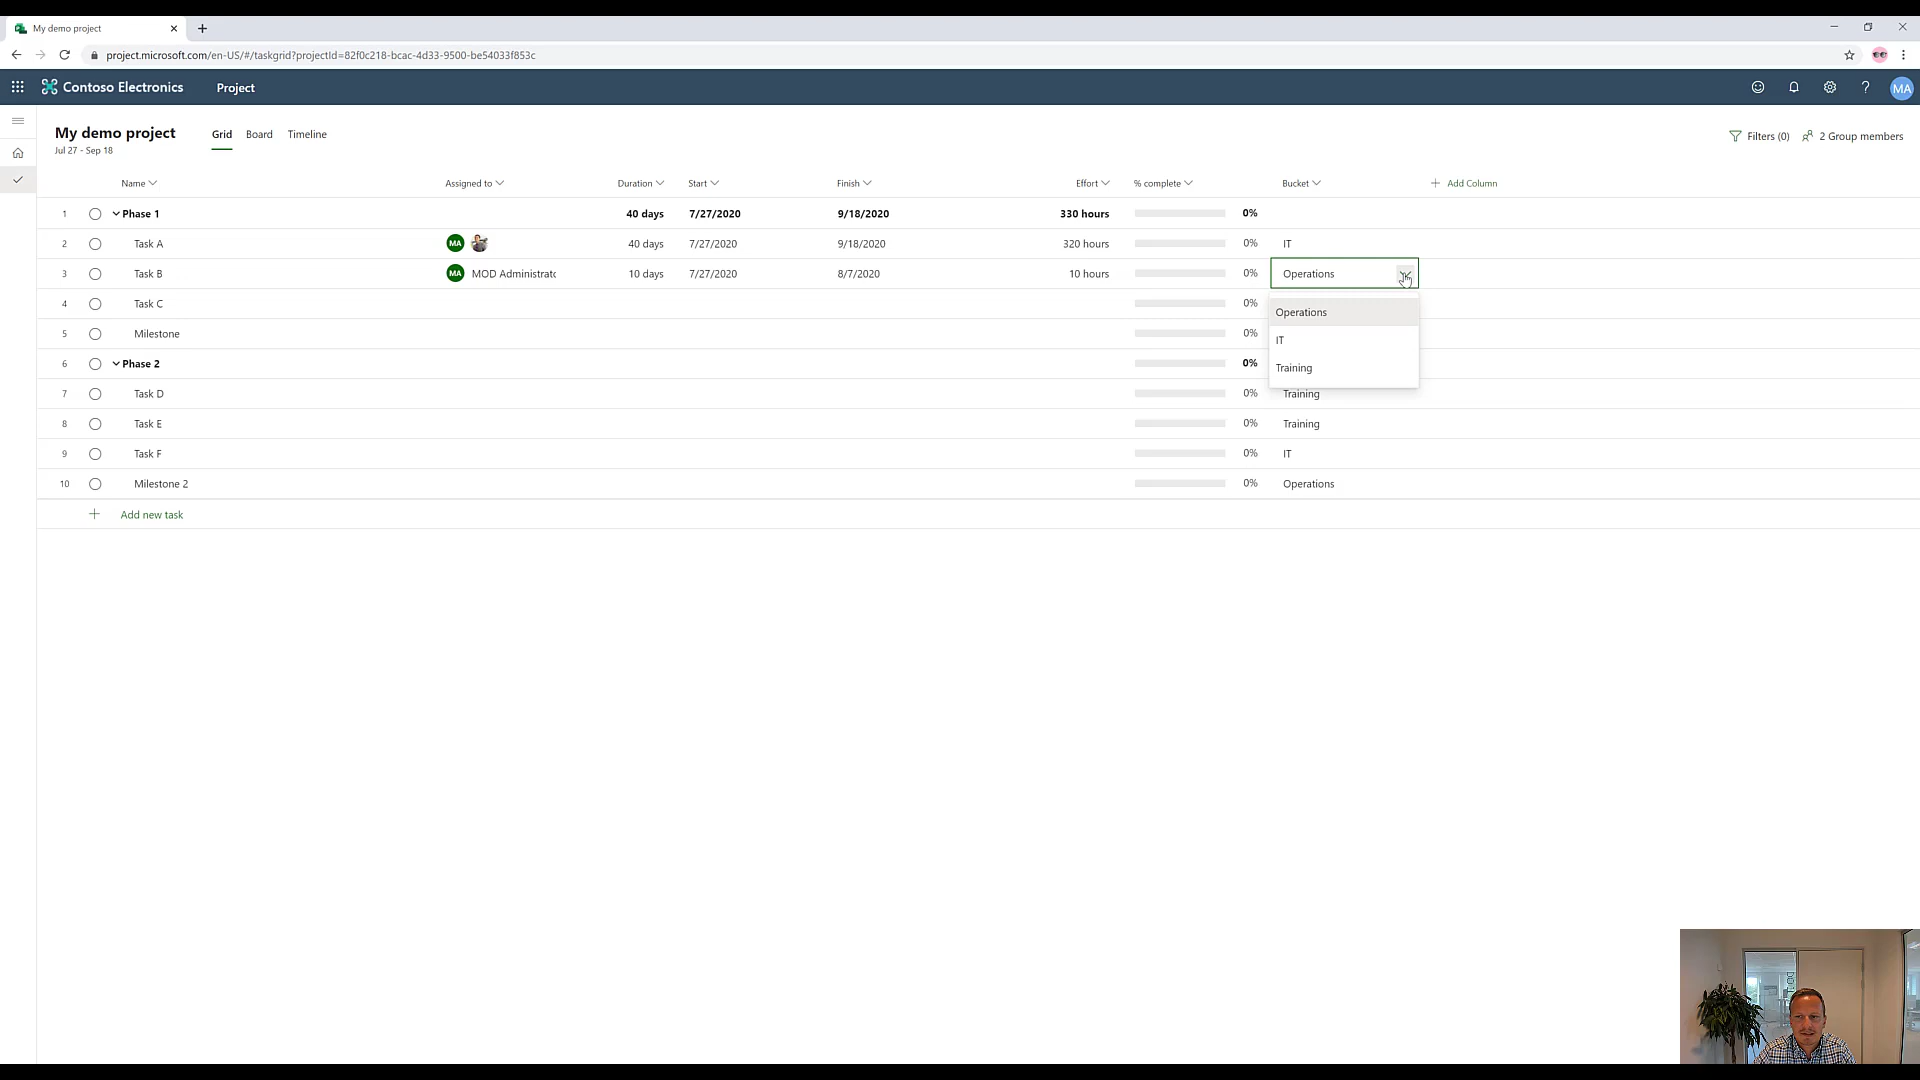 My demo project
project.microsoft.com/en-US/#/taskgrid?projectId=82f0c218-bcac-4d33-9500-be54033f853c
Contoso Electronics Project MA
My demo project Grid Board Timeline Filters (0) 2 Group members
Jul 27 - Sep 18
Name Assigned to Duration Start Finish Effort % complete Bucket Add Column
1 Phase 1 40 days 7/27/2020 9/18/2020 330 hours 0%
2 Task A MA 40 days 7/27/2020 9/18/2020 320 hours 0% IT
3 Task B MA MOD Administratc 10 days 7/27/2020 8/7/2020 10 hours 0% Operations
4 Task C 0%
Operations
5 Milestone 0%
IT
6 Phase 2 0%
Training
7 Task D 0% Training
8 Task E 0% Training
9 Task F 0% IT
10 Milestone 2 0% Operations
Add new task